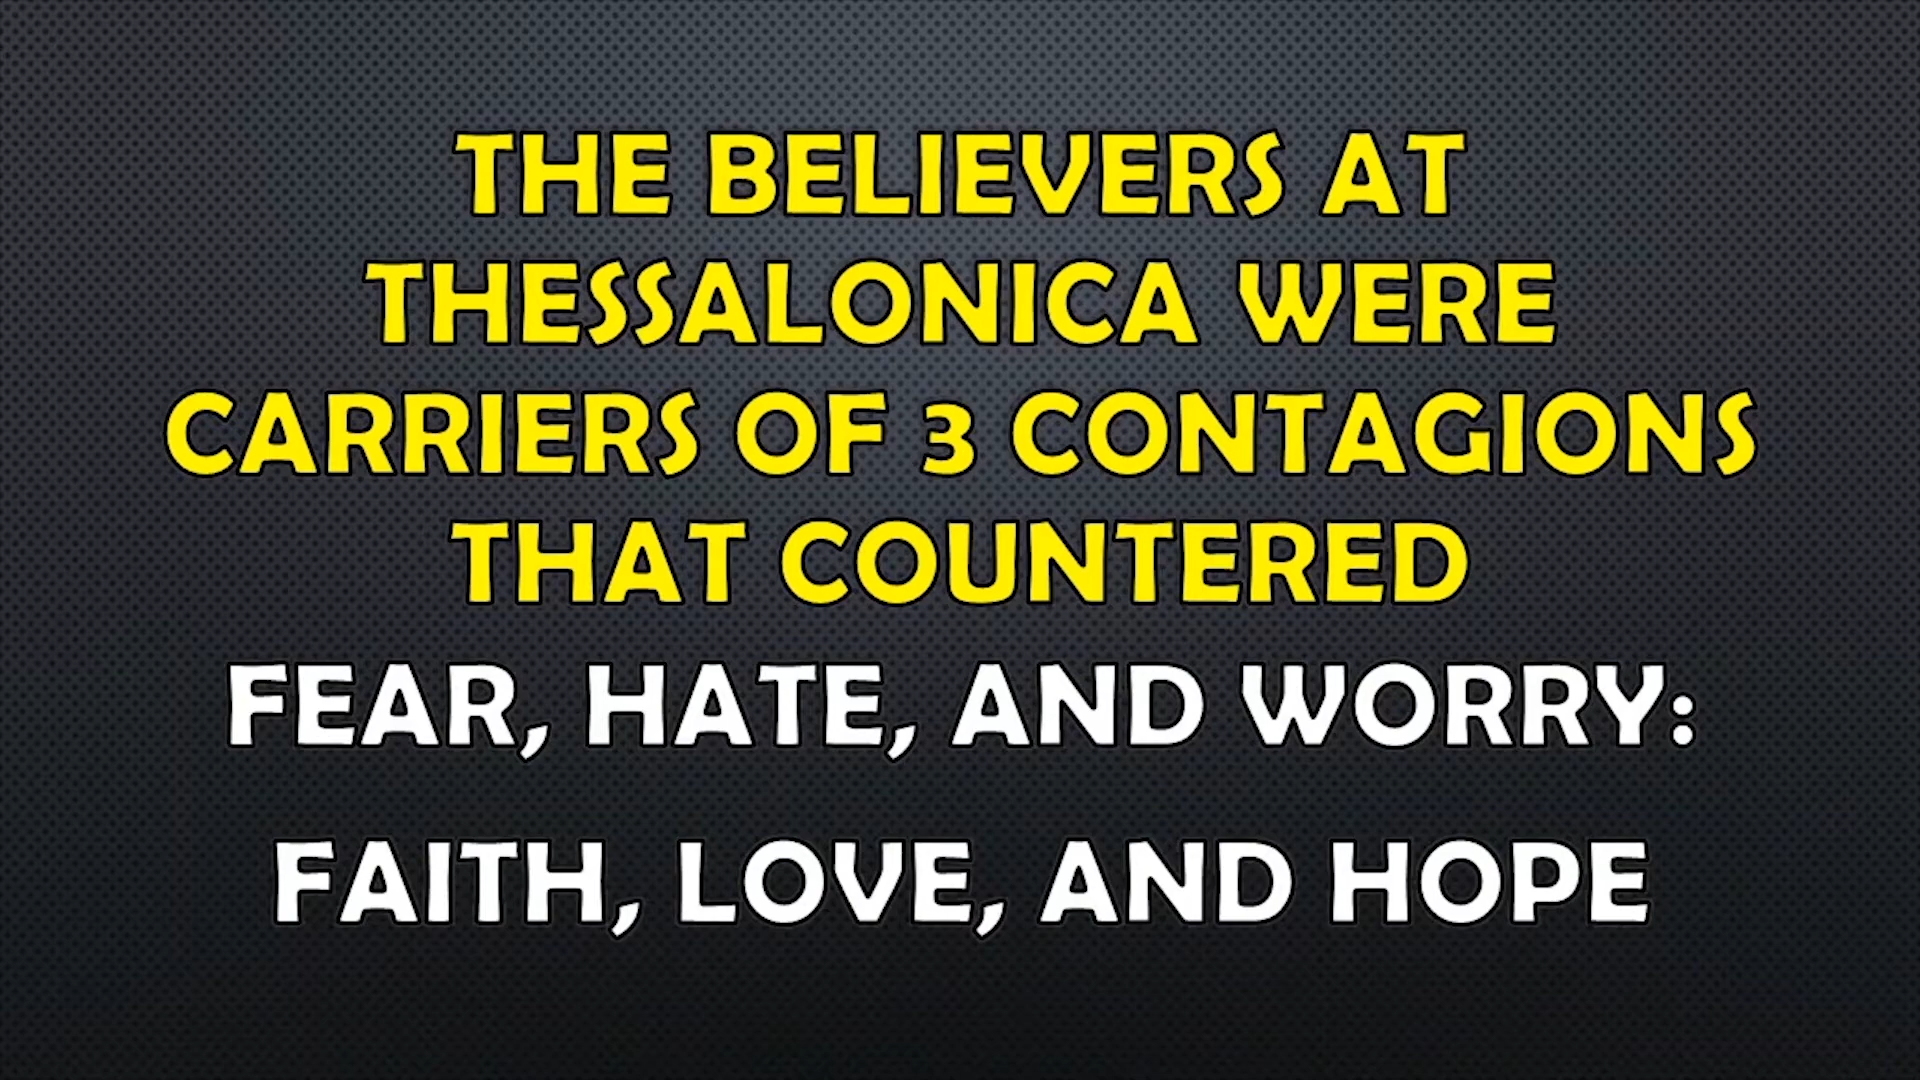 THE BELIEVERS AT
THESSALONICA WERE
CARRIERS OF 3 CONTAGIONS
THAT COUNTERED
FEAR, HATE, AND WORRY:
FAITH, LOVE, AND HOPE